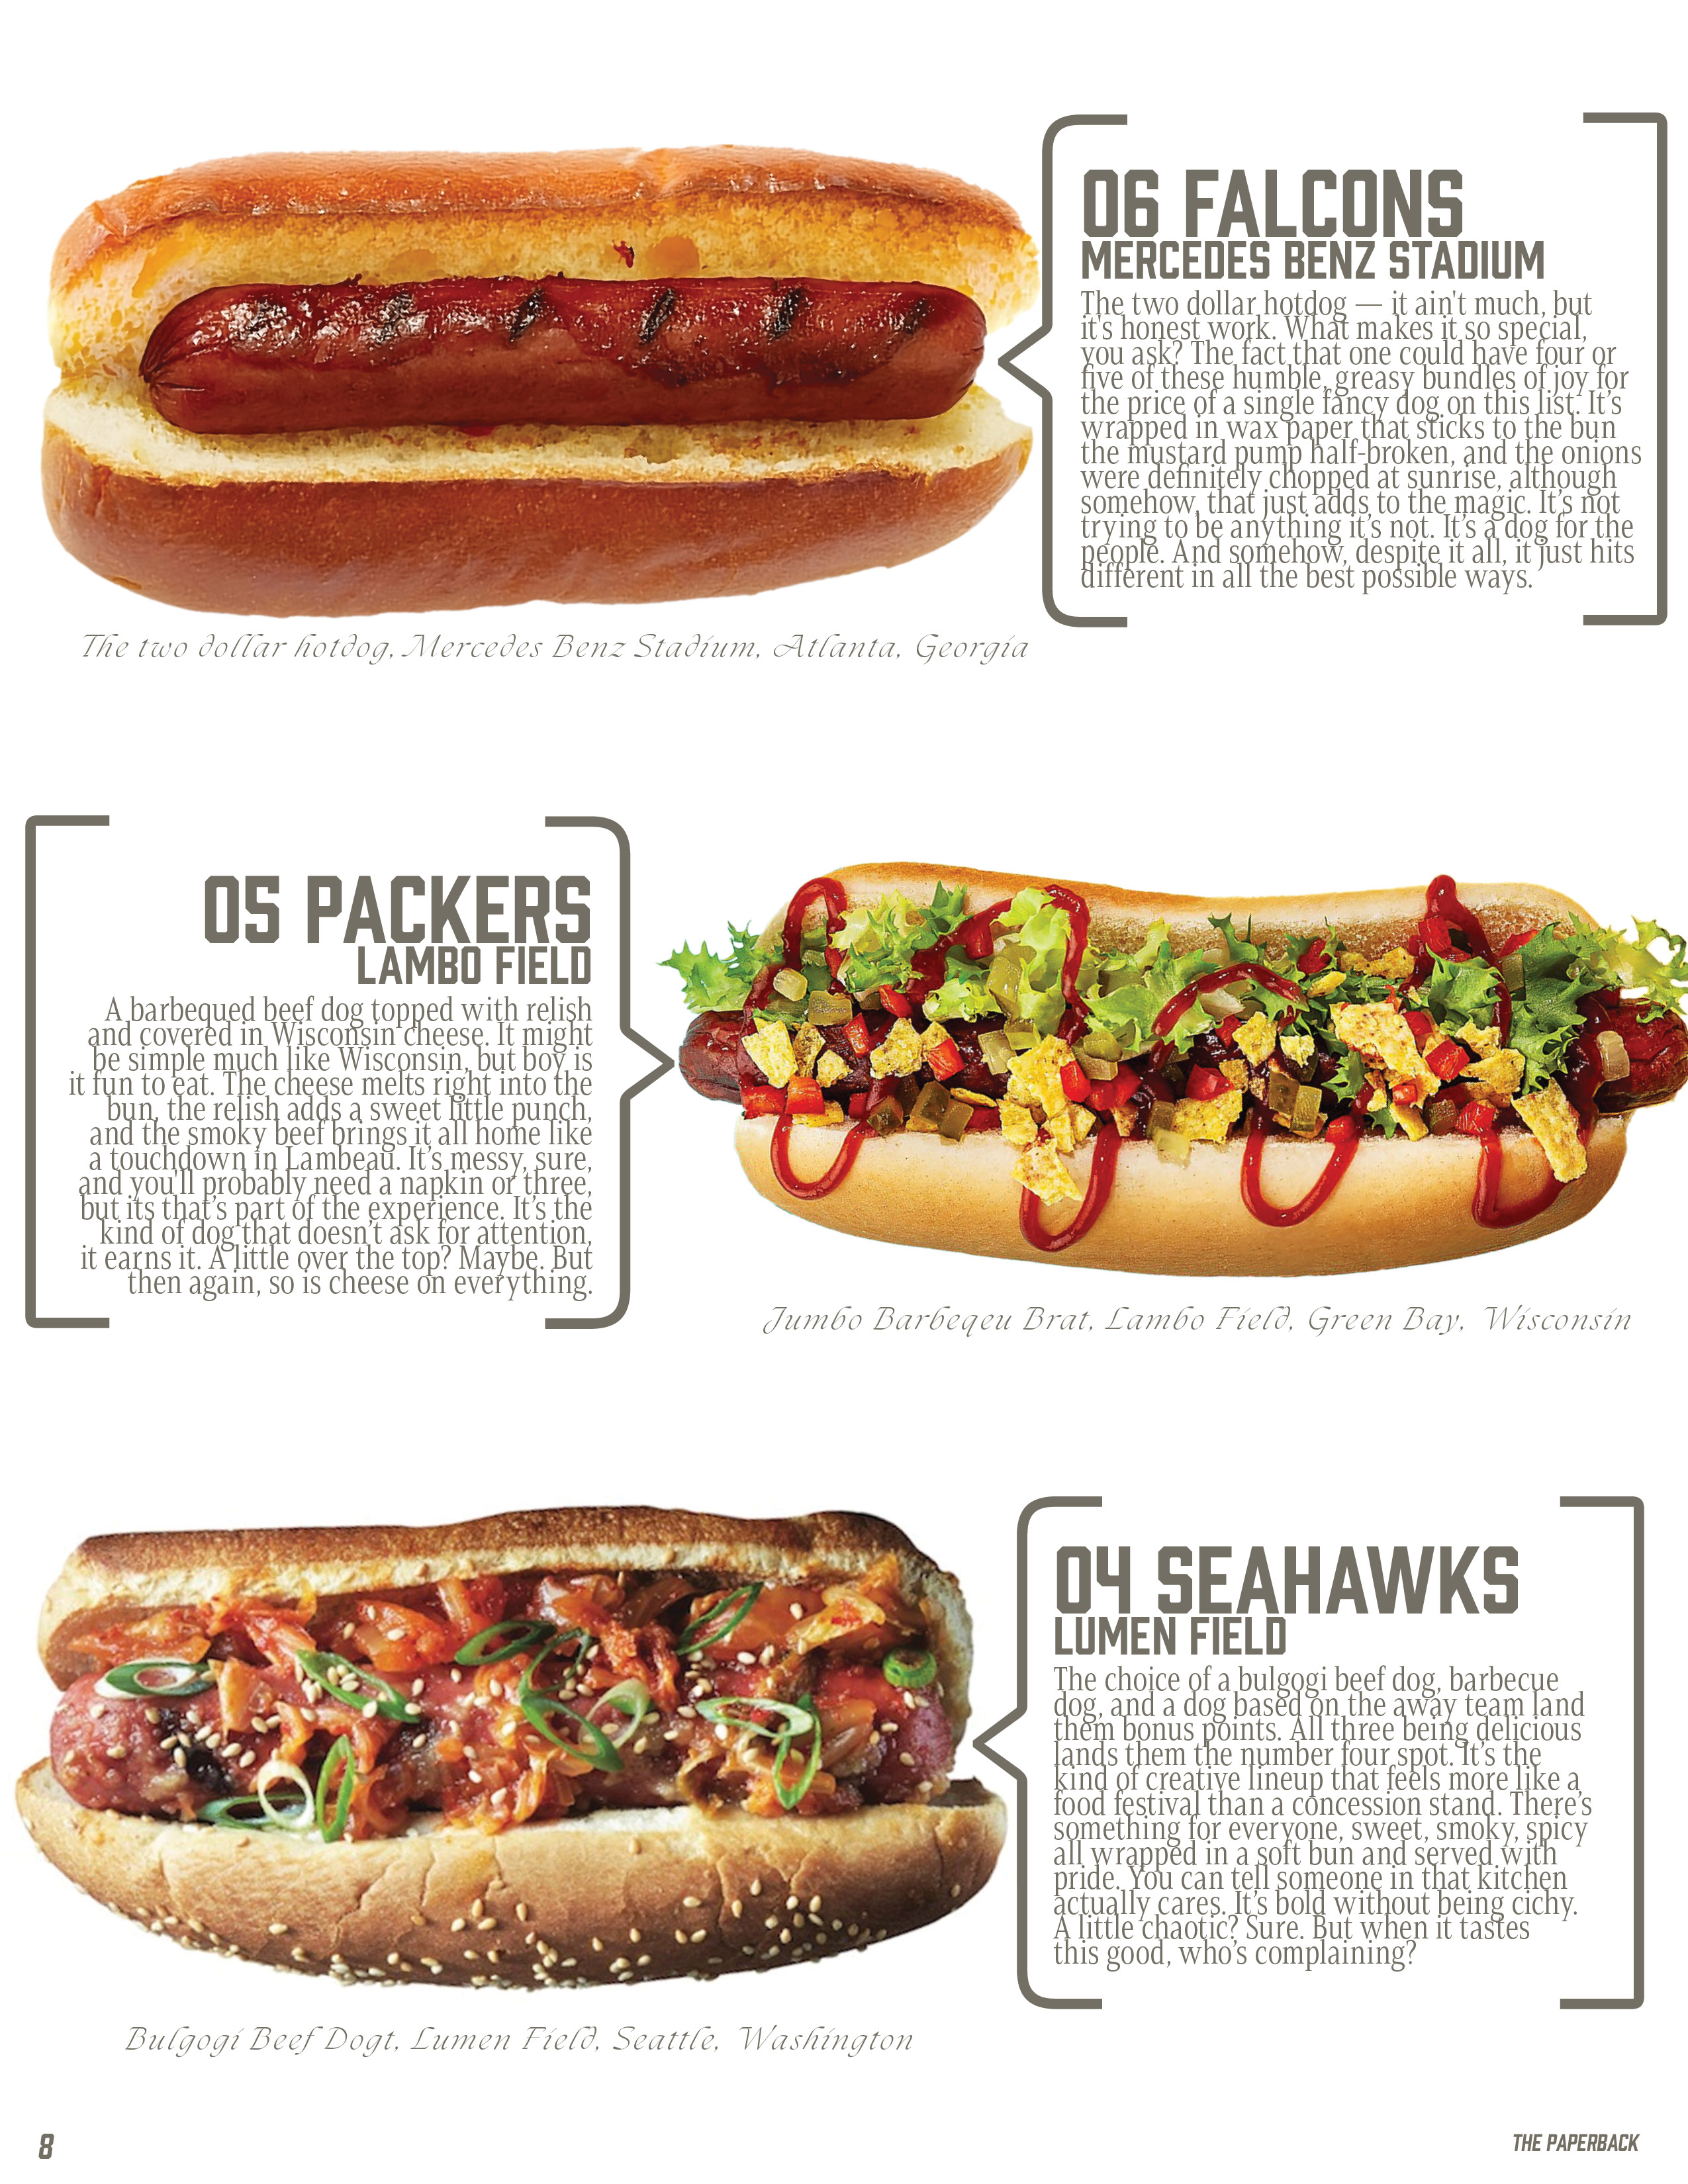 06 FALCONS
MERCEDES BENZ STADIUM
The two dollar hotdog — it ain't much, but
it's honest work. What makes it so special,
you ask? The fact that one could have four or
five of these humble, greasy bundles of joy for
the price of a single fancy dog on this list. It’s
wrapped in wax paper that sticks to the bun
the mustard pump half-broken, and the onions
were definitely chopped at sunrise, although
somehow, that just adds to the magic. It’s not
trying to be anything it’s not. It’s a dog for the
people. And somehow, despite it all, it just hits
different in all the best possible ways.
The two dollar hotdog, Mercedes Benz Stadium, Atlanta, Georgia
05 PACKERS
LAMBO FIELD
A barbequed beef dog topped with relish
and covered in Wisconsin cheese. It might
be simple much like Wisconsin, but boy is
it fun to eat. The cheese melts right into the
bun, the relish adds a sweet little punch,
and the smoky beef brings it all home like
a touchdown in Lambeau. It’s messy, sure,
and you'll probably need a napkin or three,
but its that’s part of the experience. It’s the
kind of dog that doesn’t ask for attention,
it earns it. A little over the top? Maybe. But
then again, so is cheese on everything.
Jumbo Barbeqeu Brat, Lambo Field, Green Bay, Wisconsin
04 SEAHAWKS
LUMEN FIELD
The choice of a bulgogi beef dog, barbecue
dog, and a dog based on the away team land
them bonus points. All three being delicious
lands them the number four spot. It’s the
kind of creative lineup that feels more like a
food festival than a concession stand. There’s
something for everyone, sweet, smoky, spicy
all wrapped in a soft bun and served with
pride. You can tell someone in that kitchen
actually cares. It’s bold without being cichy.
A little chaotic? Sure. But when it tastes
this good, who’s complaining?
Bulgogi Beef Dogt, Lumen Field, Seattle, Washington
8
THE PAPERBACK